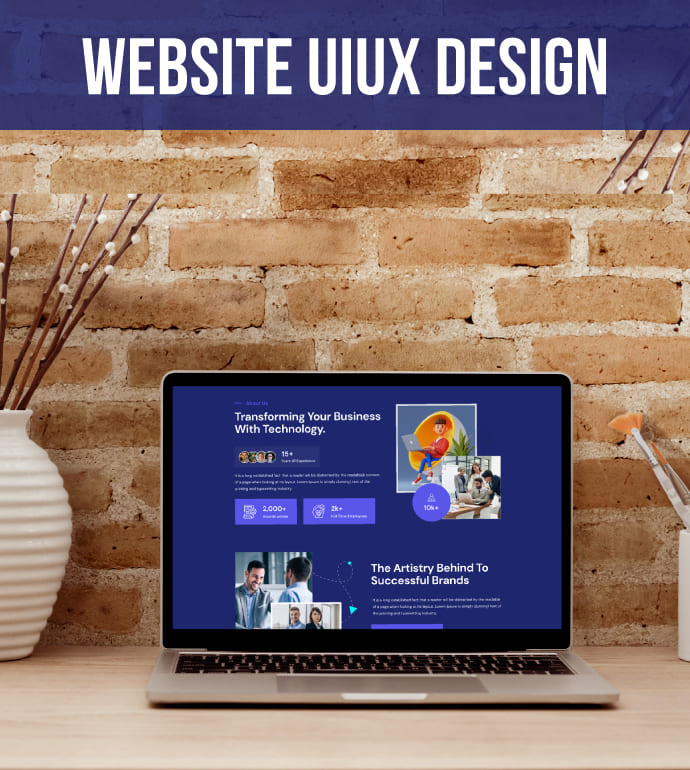 WEBSITE UIUX DESIGN
About Us
Transforming Your Business
With Technology.
15+
Years Of Experience
It is a long established fact that a reader will be distracted by the readable content
of a page when looking at its layout. Lorem Ipsum is simply dummy text of the
printing and typesetting industry.
2,000+
2k+
Full Time Employees
10k+
The Artistry Behind To
Successful Brands
It is a long established fact that a reader will be distracted by the readable
of a page when looking at its layout. Lorem Ipsum is simply dummy text of
the printing and typesetting industry.